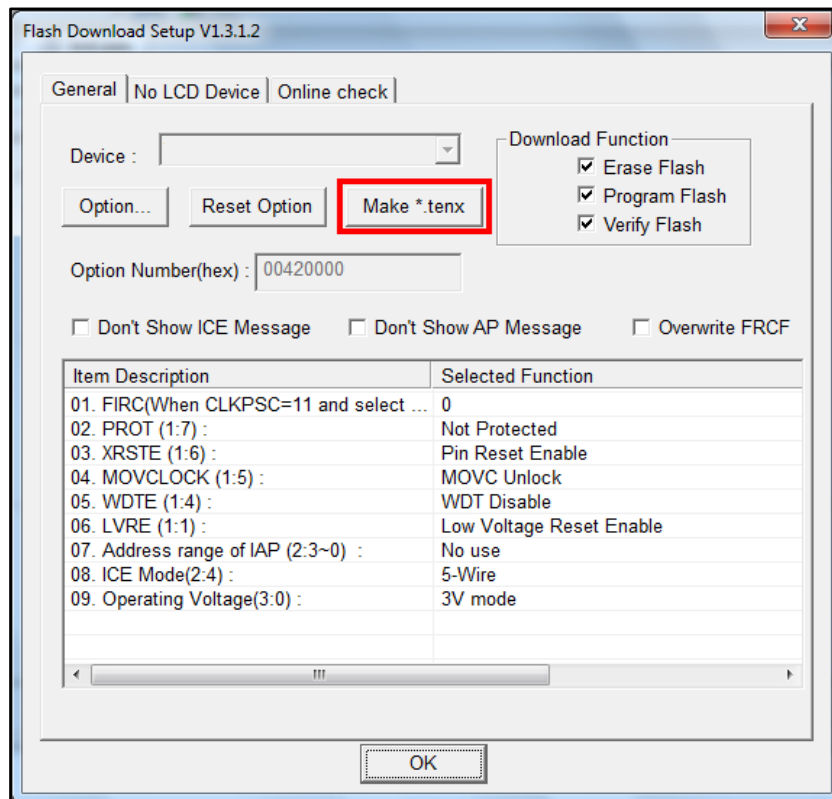 Flash Download Setup V1.3.1.2
General No LCD Device Online check
Device :
Download Function
Erase Flash
Program Flash
Verify Flash
Option... Reset Option Make *.tenx
Option Number(hex) : 00420000
Don't Show ICE Message Don't Show AP Message Overwrite FRCF
Item Description Selected Function
01. FIRC(When CLKPSC=11 and select ... 0
02. PROT (1:7) : Not Protected
03. XRSTE (1:6) : Pin Reset Enable
04. MOVCLOCK (1:5) : MOVC Unlock
05. WDTE (1:4) : WDT Disable
06. LVRE (1:1) : Low Voltage Reset Enable
07. Address range of IAP (2:3~0) : No use
08. ICE Mode(2:4) : 5-Wire
09. Operating Voltage(3:0) : 3V mode
OK